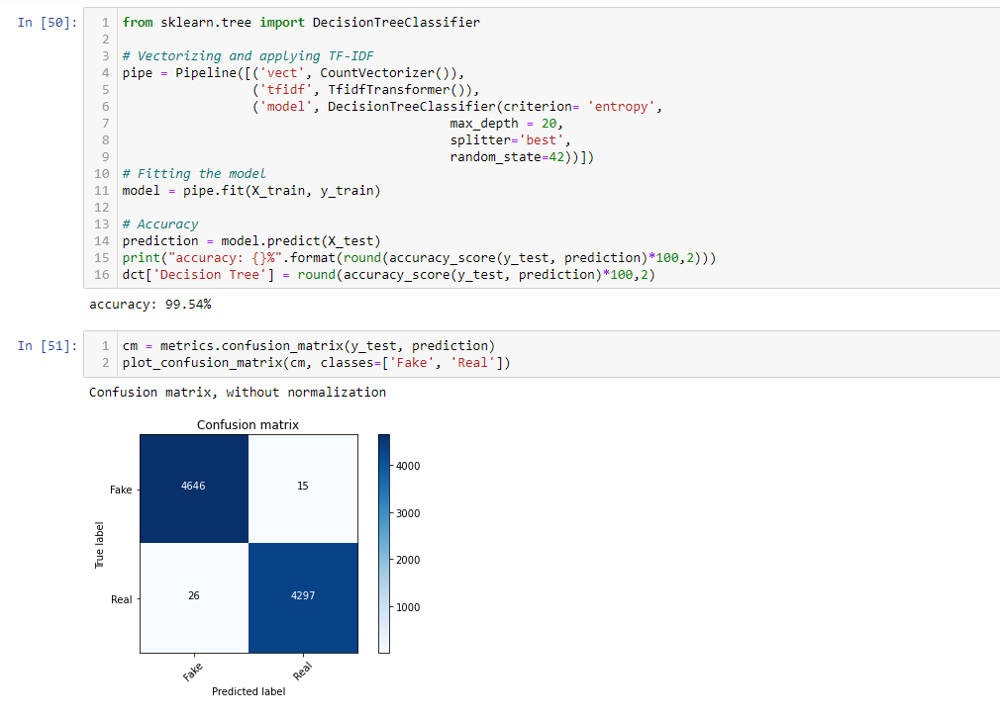 In [50]:
1 from sklearn.tree import DecisionTreeClassifier
2
3 # Vectorizing and applying TF-IDF
4 pipe = Pipeline([('vect', CountVectorizer()),
5                  ('tfidf', TfidfTransformer()),
6                  ('model', DecisionTreeClassifier(criterion= 'entropy',
7                                            max_depth = 20,
8                                            splitter='best',
9                                            random_state=42))])
10 # Fitting the model
11 model = pipe.fit(X_train, y_train)
12
13 # Accuracy
14 prediction = model.predict(X_test)
15 print("accuracy: {}%".format(round(accuracy_score(y_test, prediction)*100,2)))
16 dct['Decision Tree'] = round(accuracy_score(y_test, prediction)*100,2)
accuracy: 99.54%
In [51]:
1 cm = metrics.confusion_matrix(y_test, prediction)
2 plot_confusion_matrix(cm, classes=['Fake', 'Real'])
Confusion matrix, without normalization
Confusion matrix
True label
Fake
4646
15
Real
26
4297
Fake
Real
Predicted label
4000
3000
2000
1000